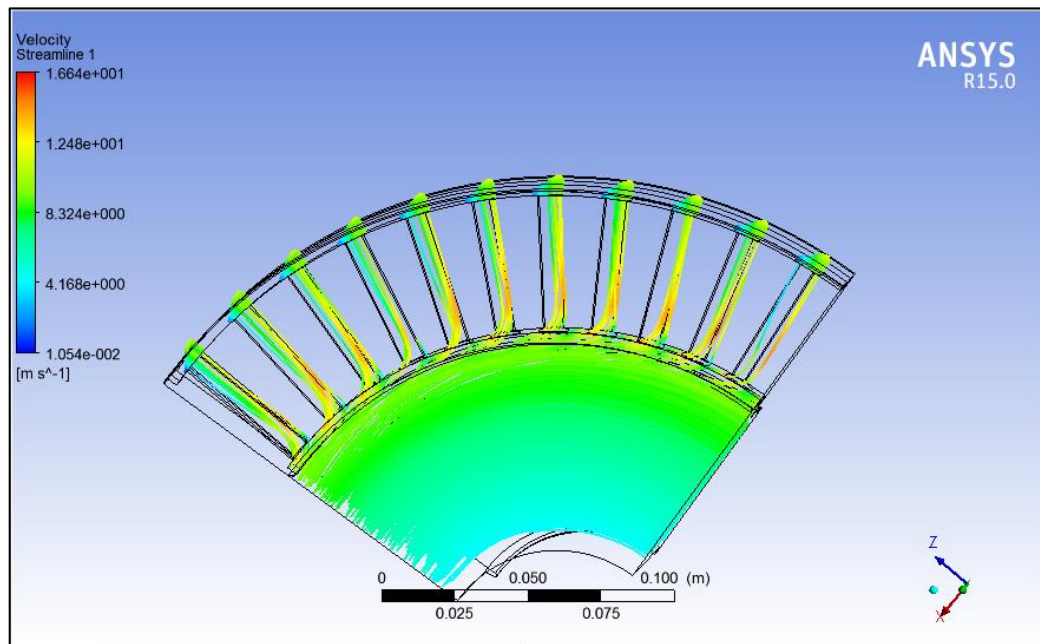 Velocity
Streamline 1
1.664e+001
1.248e+001
8.324e+000
4.168e+000
1.054e-002
[m s^-1]
ANSYS
R15.0
0 0.050 0.100 (m)
0.025 0.075
Z
X